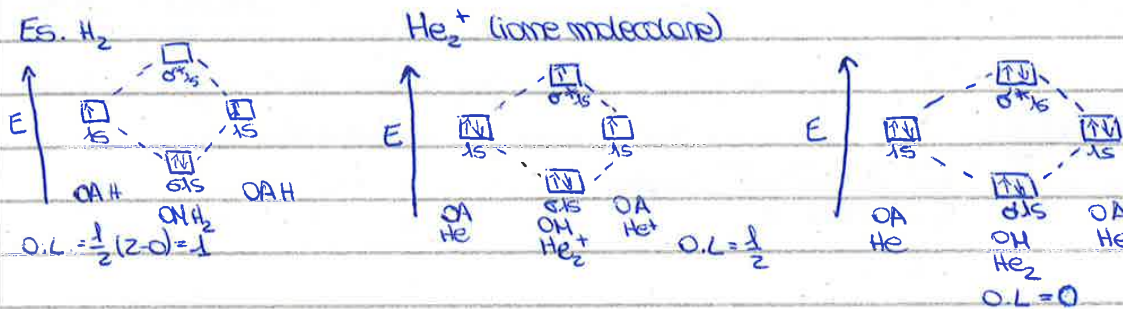 Es. H₂
He₂⁺ (ione molecolare)
σ*1s
E
↑
1s
↑
1s
↑↓
σ1s
OA H
OM H₂
OA H
O.L. = 1/2 (2-0) = 1
↑
σ*1s
E
↑↓
1s
↑
1s
↑↓
σ1s
OA
He
OM
He₂⁺
OA
He⁺
O.L = 1/2
↑↓
σ*1s
E
↑↓
1s
↑↓
1s
↑↓
σ1s
OA
He
OM
He₂
OA
He
O.L = 0